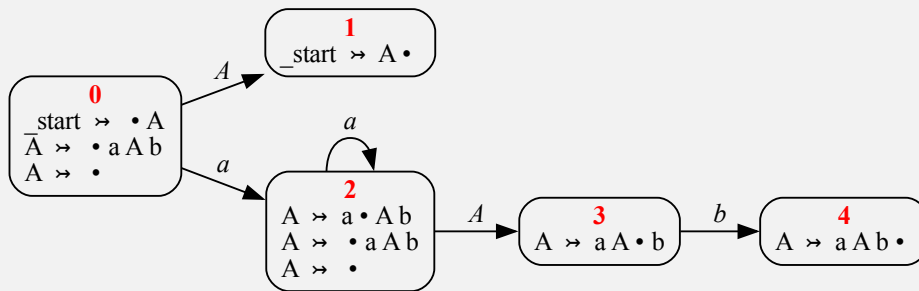 1
_start ↣ A •
A
0
_start ↣ • A
A ↣ • a A b
A ↣ •
a
a
2
A ↣ a • A b
A ↣ • a A b
A ↣ •
A
3
A ↣ a A • b
b
4
A ↣ a A b •